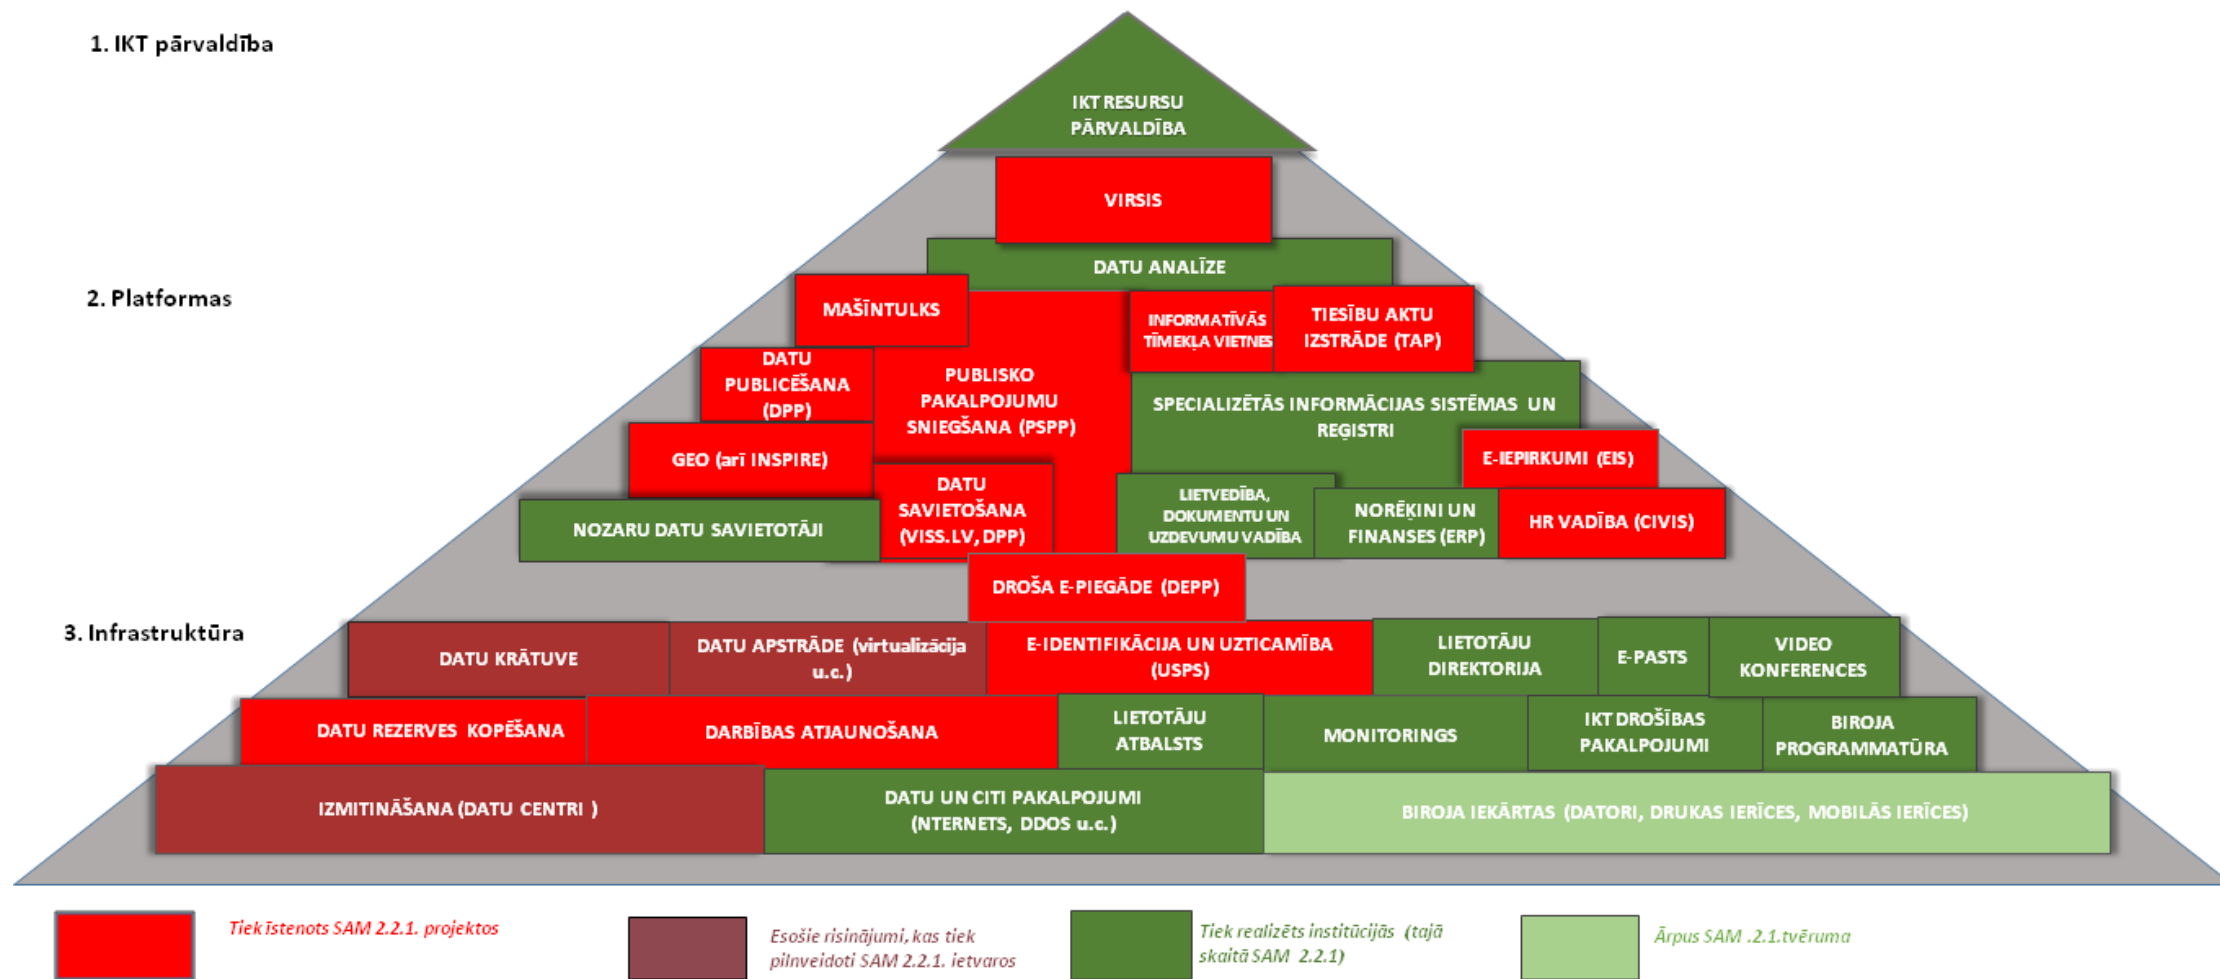 1. IKT pārvaldība
IKT RESURSU
PĀRVALDĪBA
VIRSIS
DATU ANALĪZE
2. Platformas
MAŠĪNTULKS
INFORMATĪVĀS
TĪMEKĻA VIETNES
TIESĪBU AKTU
IZSTRĀDE (TAP)
DATU
PUBLICĒŠANA
(DPP)
PUBLISKO
PAKALPOJUMU
SNIEGŠANA (PSPP)
SPECIALIZĒTĀS INFORMĀCIJAS SISTĒMAS UN
REĢISTRI
GEO (arī INSPIRE)
E-IEPIRKUMI (EIS)
DATU
SAVIETOŠANA
(VISS.LV, DPP)
LIETVEDĪBA,
DOKUMENTU UN
UZDEVUMU VADĪBA
NORĒĶINI UN
FINANSES (ERP)
HR VADĪBA (CIVIS)
NOZARU DATU SAVIETOTĀJI
DROŠA E-PIEGĀDE (DEPP)
3. Infrastruktūra
DATU KRĀTUVE
DATU APSTRĀDE (virtualizācija
u.c.)
E-IDENTIFIKĀCIJA UN UZTICAMĪBA
(USPS)
LIETOTĀJU
DIREKTORIJA
E-PASTS
VIDEO
KONFERENCES
DATU REZERVES KOPĒŠANA
DARBĪBAS ATJAUNOŠANA
LIETOTĀJU
ATBALSTS
MONITORINGS
IKT DROŠĪBAS
PAKALPOJUMI
BIROJA
PROGRAMMATŪRA
IZMITINĀŠANA (DATU CENTRI )
DATU UN CITI PAKALPOJUMI
(NTERNETS, DDOS u.c.)
BIROJA IEKĀRTAS (DATORI, DRUKAS IERĪCES, MOBILĀS IERĪCES)
Tiek īstenots SAM 2.2.1. projektos
Esošie risinājumi, kas tiek
pilnveidoti SAM 2.2.1. ietvaros
Tiek realizēts institūcijās (tajā
skaitā SAM 2.2.1)
Ārpus SAM .2.1.tvēruma